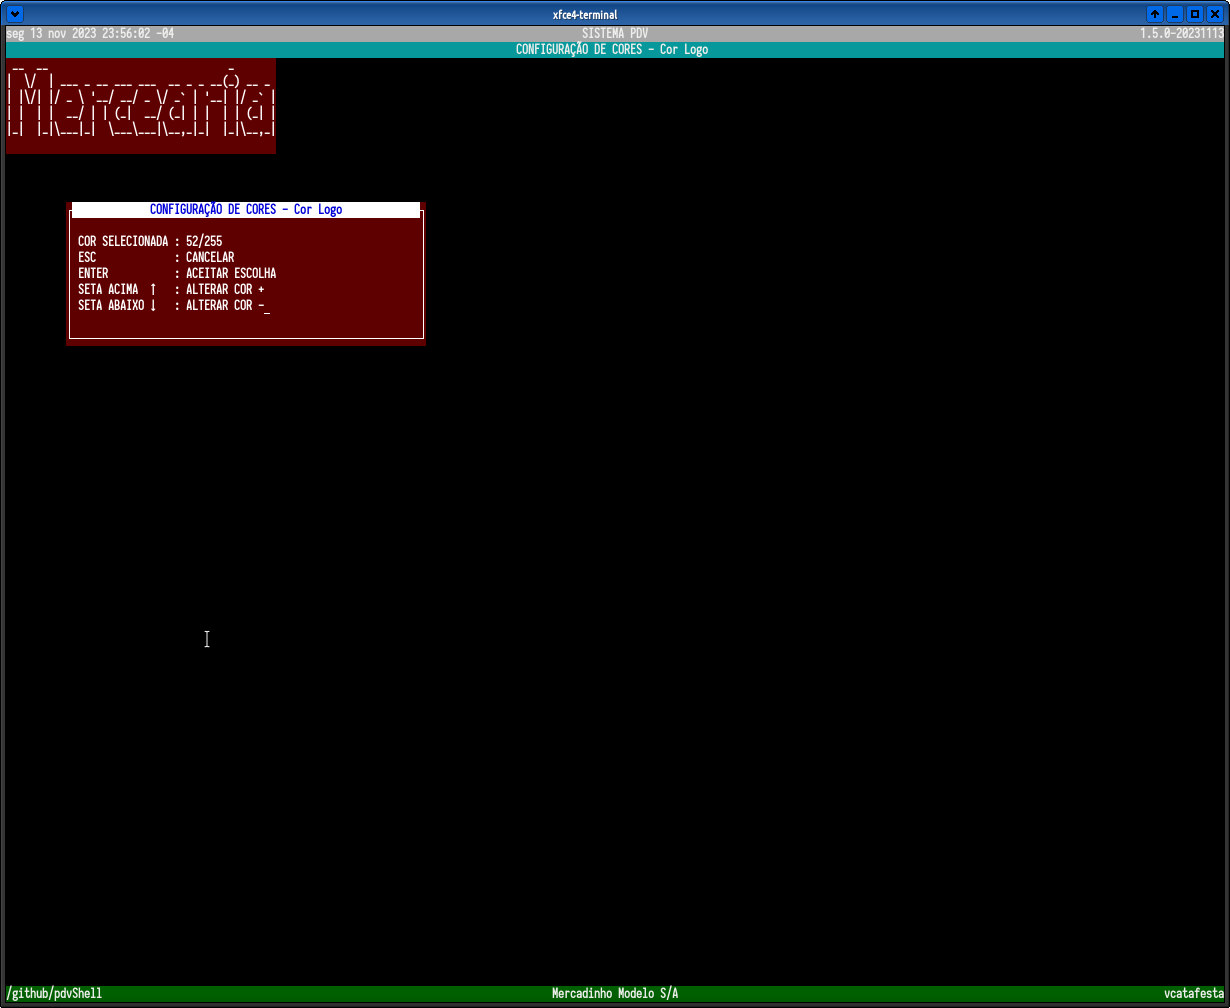 xfce4-terminal
seg 13 nov 2023 23:56:02 -04 SISTEMA PDV 1.5.0-20231113
CONFIGURAÇÃO DE CORES - Cor Logo
Mercearia
CONFIGURAÇÃO DE CORES - Cor Logo
COR SELECIONADA : 52/255
ESC : CANCELAR
ENTER : ACEITAR ESCOLHA
SETA ACIMA ↑ : ALTERAR COR +
SETA ABAIXO ↓ : ALTERAR COR -_
/github/pdvShell Mercadinho Modelo S/A vcatafesta